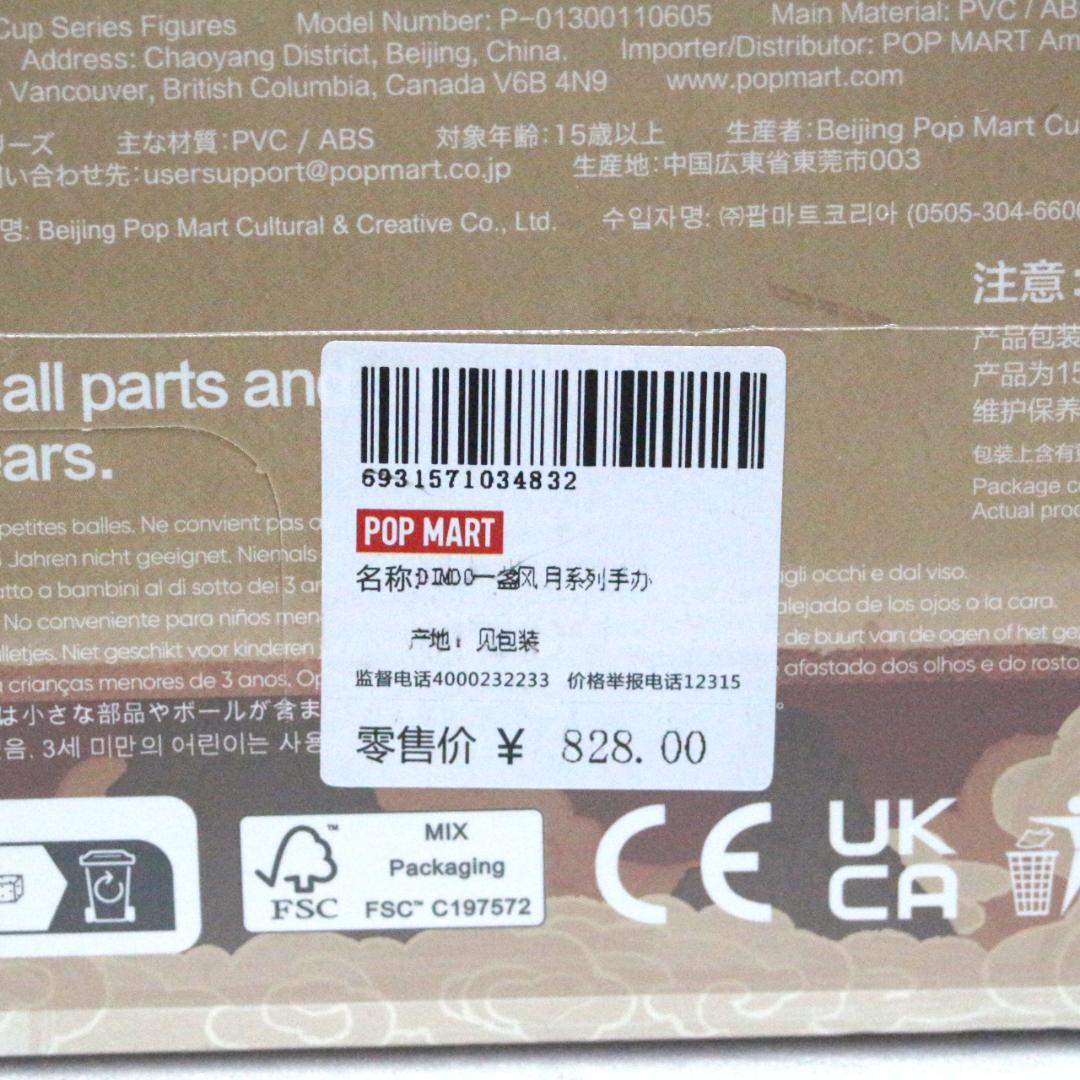 Cup Series Figures Model Number: P-01300110605 Main Material: PVC / AB
Address: Chaoyang District, Beijing, China. Importer/Distributor: POP MART Am
, Vancouver, British Columbia, Canada V6B 4N9 www.popmart.com
リーズ 主な材質:PVC / ABS 対象年齢:15歳以上 生産者:Beijing Pop Mart Cu
い合わせ先:usersupport@popmart.co.jp 生産地:中国広東省東莞市003
명: Beijing Pop Mart Cultural & Creative Co., Ltd. 수입자명: ㈜팝마트코리아 (0505-304-6606
注意:
产品包装
产品为15
维护保养
包装上含有
Package c
Actual proc
all parts and
ears.
6931571034832
POP MART
名称:DIMOO一盏风月系列手办
产地: 见包装
监督电话4000232233 价格举报电话12315
零售价 ¥ 828.00
petites balles. Ne convient pas a
Jahren nicht geeignet. Niemals
atto a bambini al di sotto dei 3 ar
No conveniente para niños men
lletjes. Niet geschikt voor kinderen
crianças menores de 3 anos. Op
は小さな部品やボールが含ま
음. 3세 미만의 어린이는 사용
gli occhi e dal viso.
alejado de los ojos o la cara.
de buurt van de ogen of het ge
afastado dos olhos e do rosto
MIX
Packaging
FSC™ C197572
FSC
CE
UK
CA